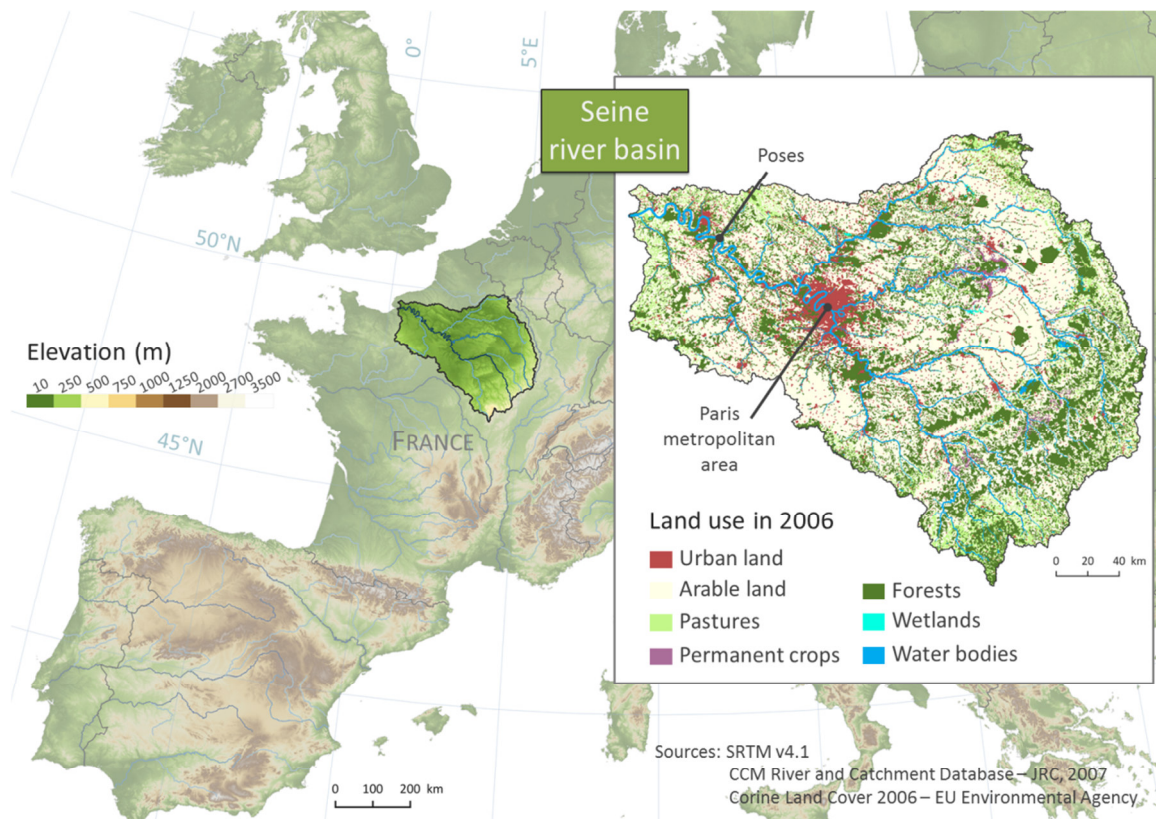 0°
5°E
Seine
river basin
50°N
Elevation (m)
10 250 500 750 1000 1250 2000 2700 3500
45°N
FRANCE
0 100 200 km
Poses
Paris
metropolitan
area
Land use in 2006
Urban land
Arable land
Pastures
Permanent crops
Forests
Wetlands
Water bodies
0 20 40 km
Sources: SRTM v4.1
CCM River and Catchment Database – JRC, 2007
Corine Land Cover 2006 – EU Environmental Agency